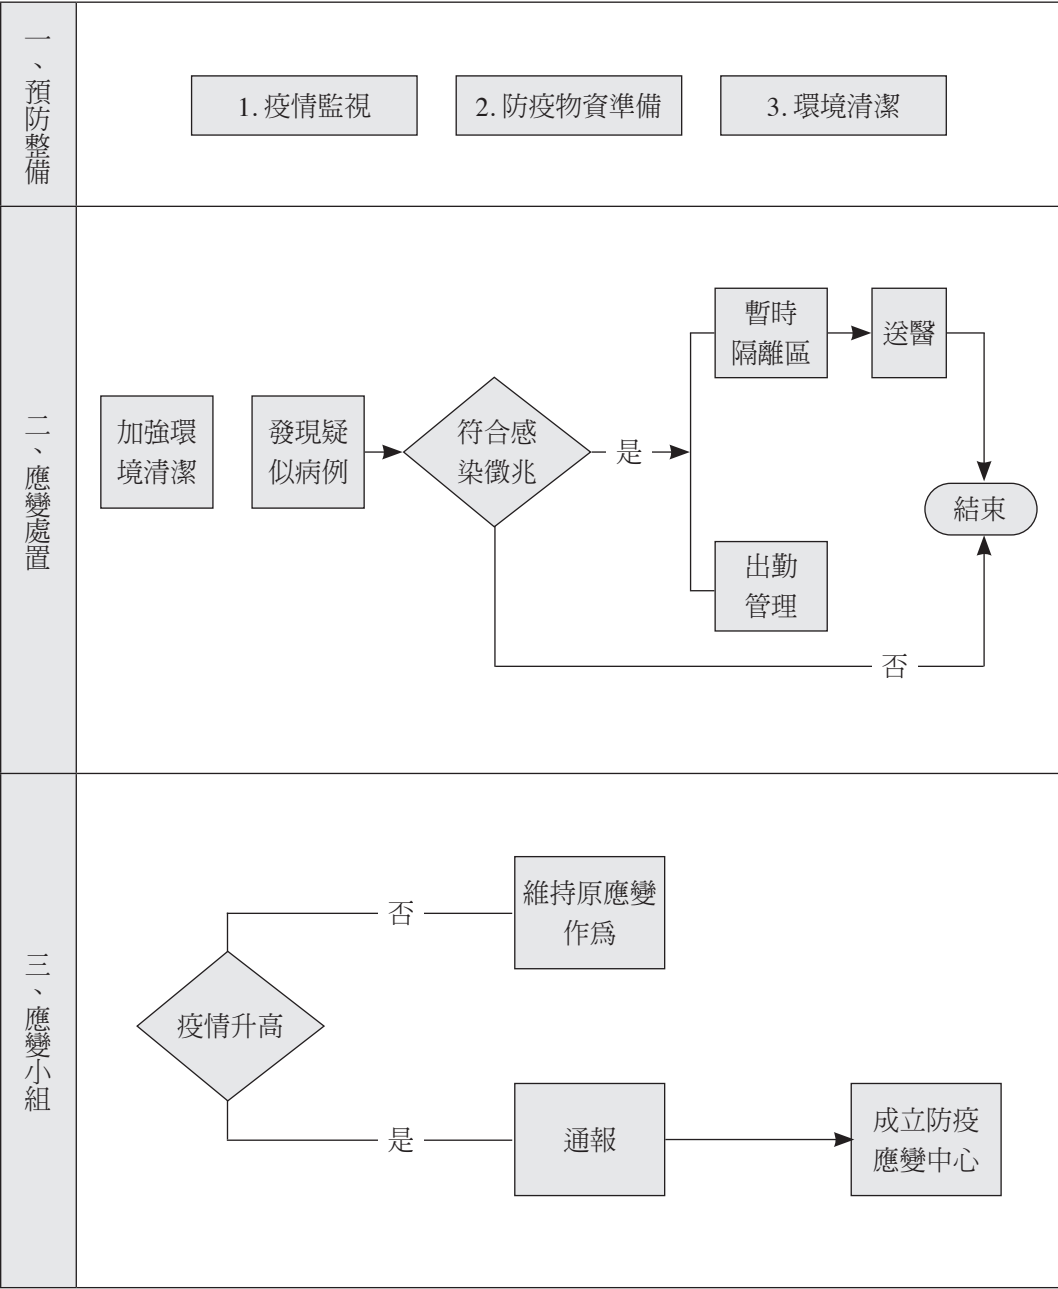 一、預防整備
1. 疫情監視
2. 防疫物資準備
3. 環境清潔
二、應變處置
加強環
境清潔
發現疑
似病例
符合感
染徵兆
是
暫時
隔離區
送醫
出勤
管理
結束
否
三、應變小組
疫情升高
否
維持原應變
作為
是
通報
成立防疫
應變中心